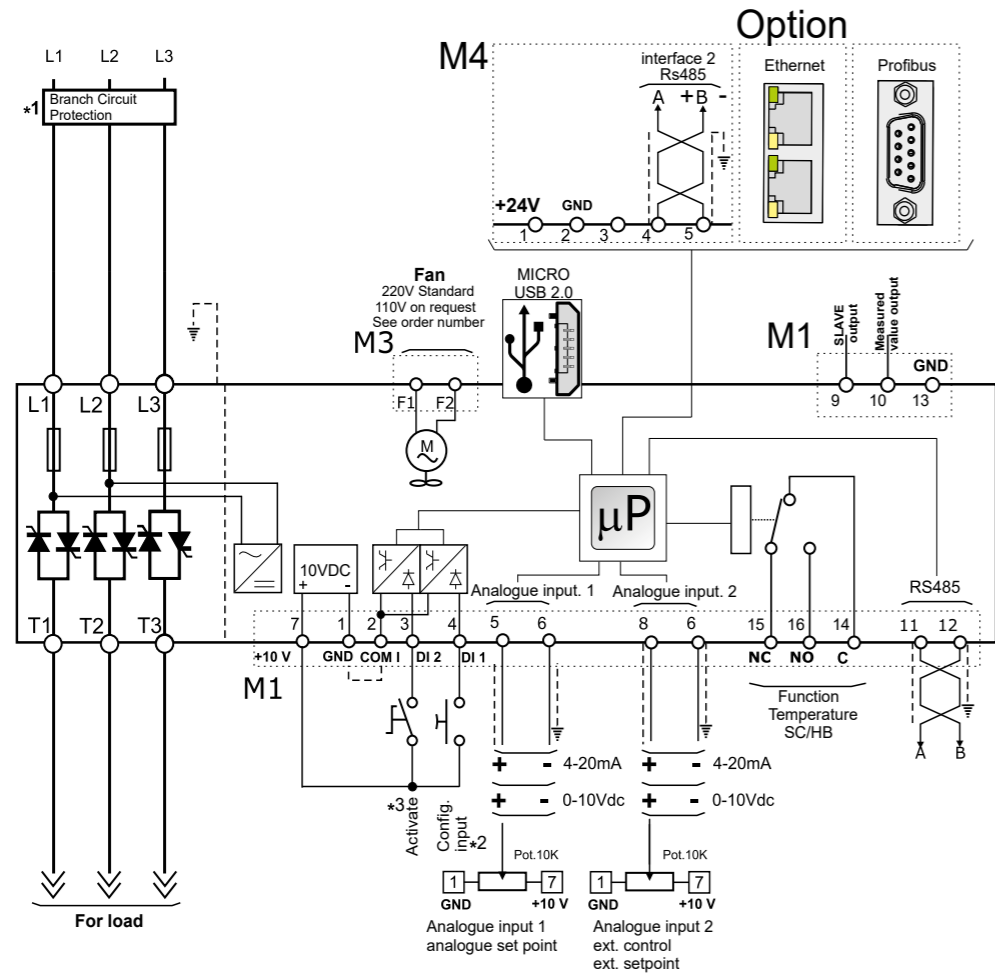 Option
M4
interface 2
Rs485
A + B -
+24V GND
1 2 3 4 5
Ethernet
Profibus
L1 L2 L3
*1 Branch Circuit
Protection
Fan
220V Standard
110V on request
See order number
M3
F1 F2
M
MICRO
USB 2.0
M1
SLAVE
output
Measured
value output
GND
9 10 13
L1 L2 L3
µP
10VDC
+ -
Analogue input. 1
Analogue input. 2
RS485
T1 T2 T3
7 1 2 3 4 5 6 8 6 15 16 14 11 12
+10 V GND COM I DI 2 DI 1 NC NO C
M1
Function
Temperature
SC/HB
A B
+ - 4-20mA + - 4-20mA
+ - 0-10Vdc + - 0-10Vdc
*3 Activate
Config.
input *2
Pot.10K Pot.10K
1 7 1 7
GND +10 V GND +10 V
For load
Analogue input 1
analogue set point
Analogue input 2
ext. control
ext. setpoint